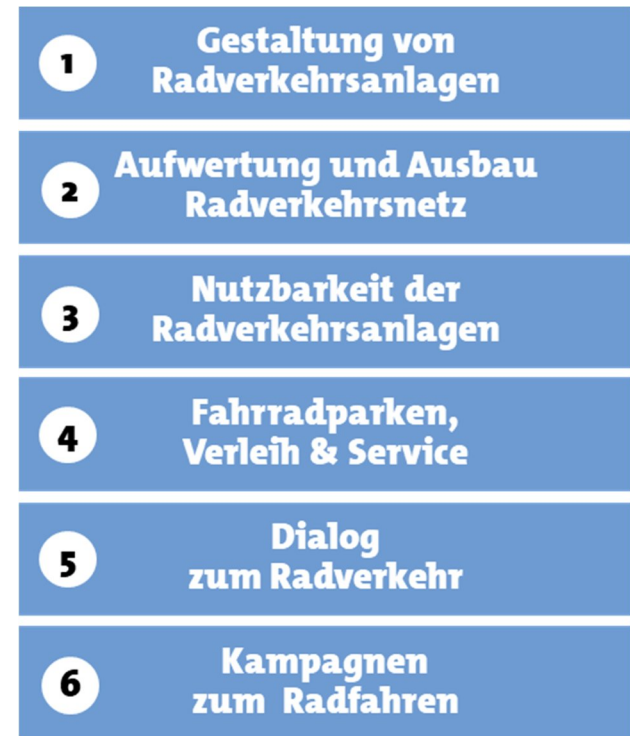 1
Gestaltung von
Radverkehrsanlagen
2
Aufwertung und Ausbau
Radverkehrsnetz
3
Nutzbarkeit der
Radverkehrsanlagen
4
Fahrradparken,
Verleih & Service
5
Dialog
zum Radverkehr
6
Kampagnen
zum Radfahren